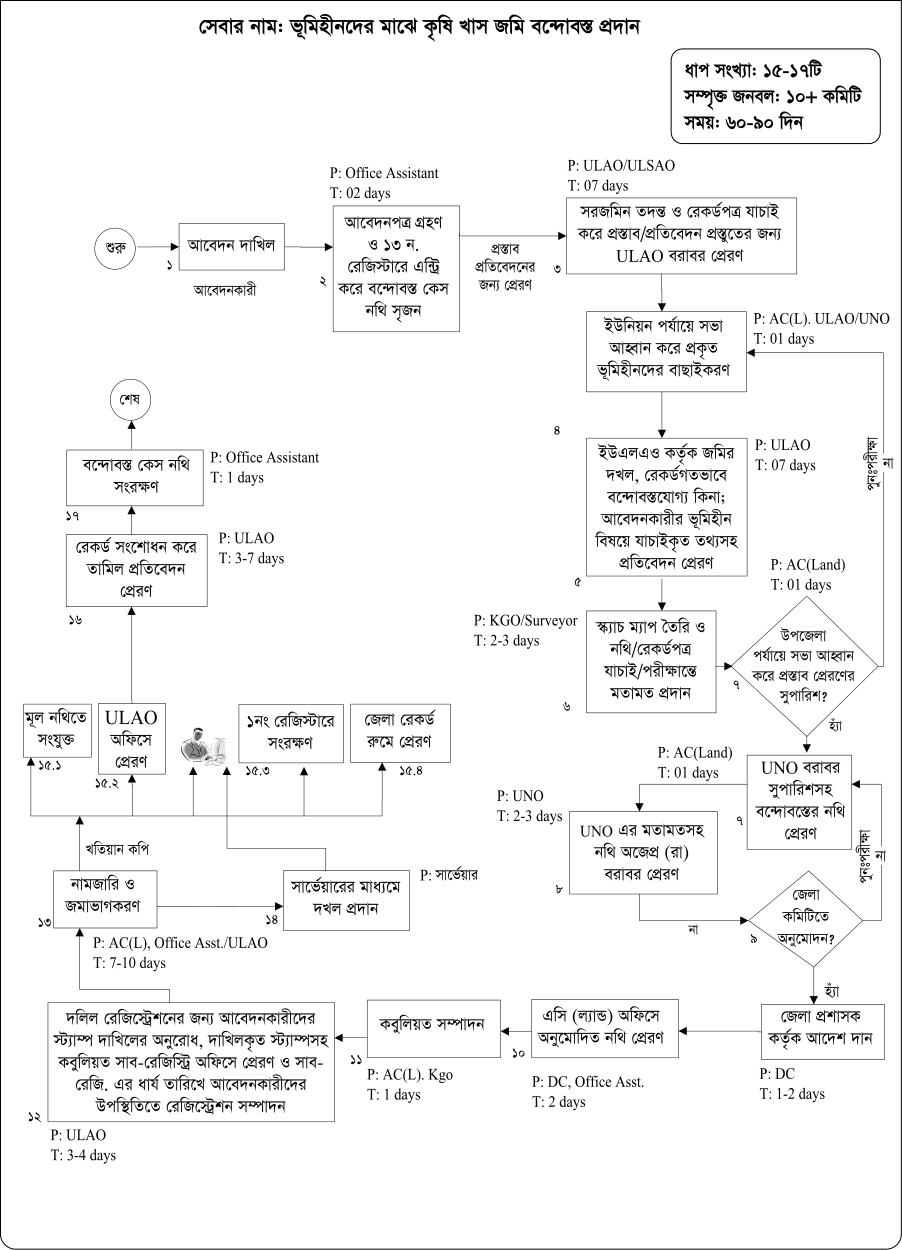 সেবার নাম: ভূমিহীনদের মাঝে কৃষি খাস জমি বন্দোবস্ত প্রদান
ধাপ সংখ্যা: ১৫-১৭টি
সম্পৃক্ত জনবল: ১০+ কমিটি
সময়: ৬০-৯০ দিন
শুরু
আবেদন দাখিল
১
আবেদনকারী
P: Office Assistant
T: 02 days
আবেদনপত্র গ্রহণ
ও ১৩ ন.
রেজিস্টারে এন্ট্রি
করে বন্দোবস্ত কেস
নথি সৃজন
২
প্রস্তাব
প্রতিবেদনের
জন্য প্রেরণ
P: ULAO/ULSAO
T: 07 days
সরজমিন তদন্ত ও রেকর্ডপত্র যাচাই
করে প্রস্তাব/প্রতিবেদন প্রস্তুতের জন্য
ULAO বরাবর প্রেরণ
৩
ইউনিয়ন পর্যায়ে সভা
আহ্বান করে প্রকৃত
ভূমিহীনদের বাছাইকরণ
P: AC(L). ULAO/UNO
T: 01 days
৪
ইউএলএও কর্তৃক জমির
দখল, রেকর্ডগতভাবে
বন্দোবস্তযোগ্য কিনা;
আবেদনকারীর ভূমিহীন
বিষয়ে যাচাইকৃত তথ্যসহ
প্রতিবেদন প্রেরণ
P: ULAO
T: 07 days
৫
P: KGO/Surveyor
T: 2-3 days
স্ক্যাচ ম্যাপ তৈরি ও
নথি/রেকর্ডপত্র
যাচাই/পরীক্ষান্তে
মতামত প্রদান
৬
P: AC(Land)
T: 01 days
উপজেলা
পর্যায়ে সভা আহ্বান
করে প্রস্তাব প্রেরণের
সুপারিশ?
৭
পুনঃপরীক্ষা
না
হ্যাঁ
P: AC(Land)
T: 01 days
UNO বরাবর
সুপারিশসহ
বন্দোবস্তের নথি
প্রেরণ
৭
P: UNO
T: 2-3 days
UNO এর মতামতসহ
নথি অজেপ্র (রা)
বরাবর প্রেরণ
৮
না
জেলা
কমিটিতে
অনুমোদন?
৯
পুনঃপরীক্ষা
না
হ্যাঁ
জেলা প্রশাসক
কর্তৃক আদেশ দান
P: DC
T: 1-2 days
এসি (ল্যান্ড) অফিসে
অনুমোদিত নথি প্রেরণ
১০
P: DC, Office Asst.
T: 2 days
কবুলিয়ত সম্পাদন
১১
P: AC(L). Kgo
T: 1 days
দলিল রেজিস্ট্রেশনের জন্য আবেদনকারীদের
স্ট্যাম্প দাখিলের অনুরোধ, দাখিলকৃত স্ট্যাম্পসহ
কবুলিয়ত সাব-রেজিস্ট্রি অফিসে প্রেরণ ও সাব-
রেজি. এর ধার্য তারিখে আবেদনকারীদের
উপস্থিতিতে রেজিস্ট্রেশন সম্পাদন
১২
P: ULAO
T: 3-4 days
নামজারি ও
জমাভাগকরণ
১৩
P: AC(L), Office Asst./ULAO
T: 7-10 days
সার্ভেয়ারের মাধ্যমে
দখল প্রদান
১৪
P: সার্ভেয়ার
খতিয়ান কপি
মূল নথিতে
সংযুক্ত
১৫.১
ULAO
অফিসে
প্রেরণ
১৫.২
১নং রেজিস্টারে
সংরক্ষণ
১৫.৩
জেলা রেকর্ড
রুমে প্রেরণ
১৫.৪
রেকর্ড সংশোধন করে
তামিল প্রতিবেদন
প্রেরণ
১৬
P: ULAO
T: 3-7 days
বন্দোবস্ত কেস নথি
সংরক্ষণ
১৭
P: Office Assistant
T: 1 days
শেষ